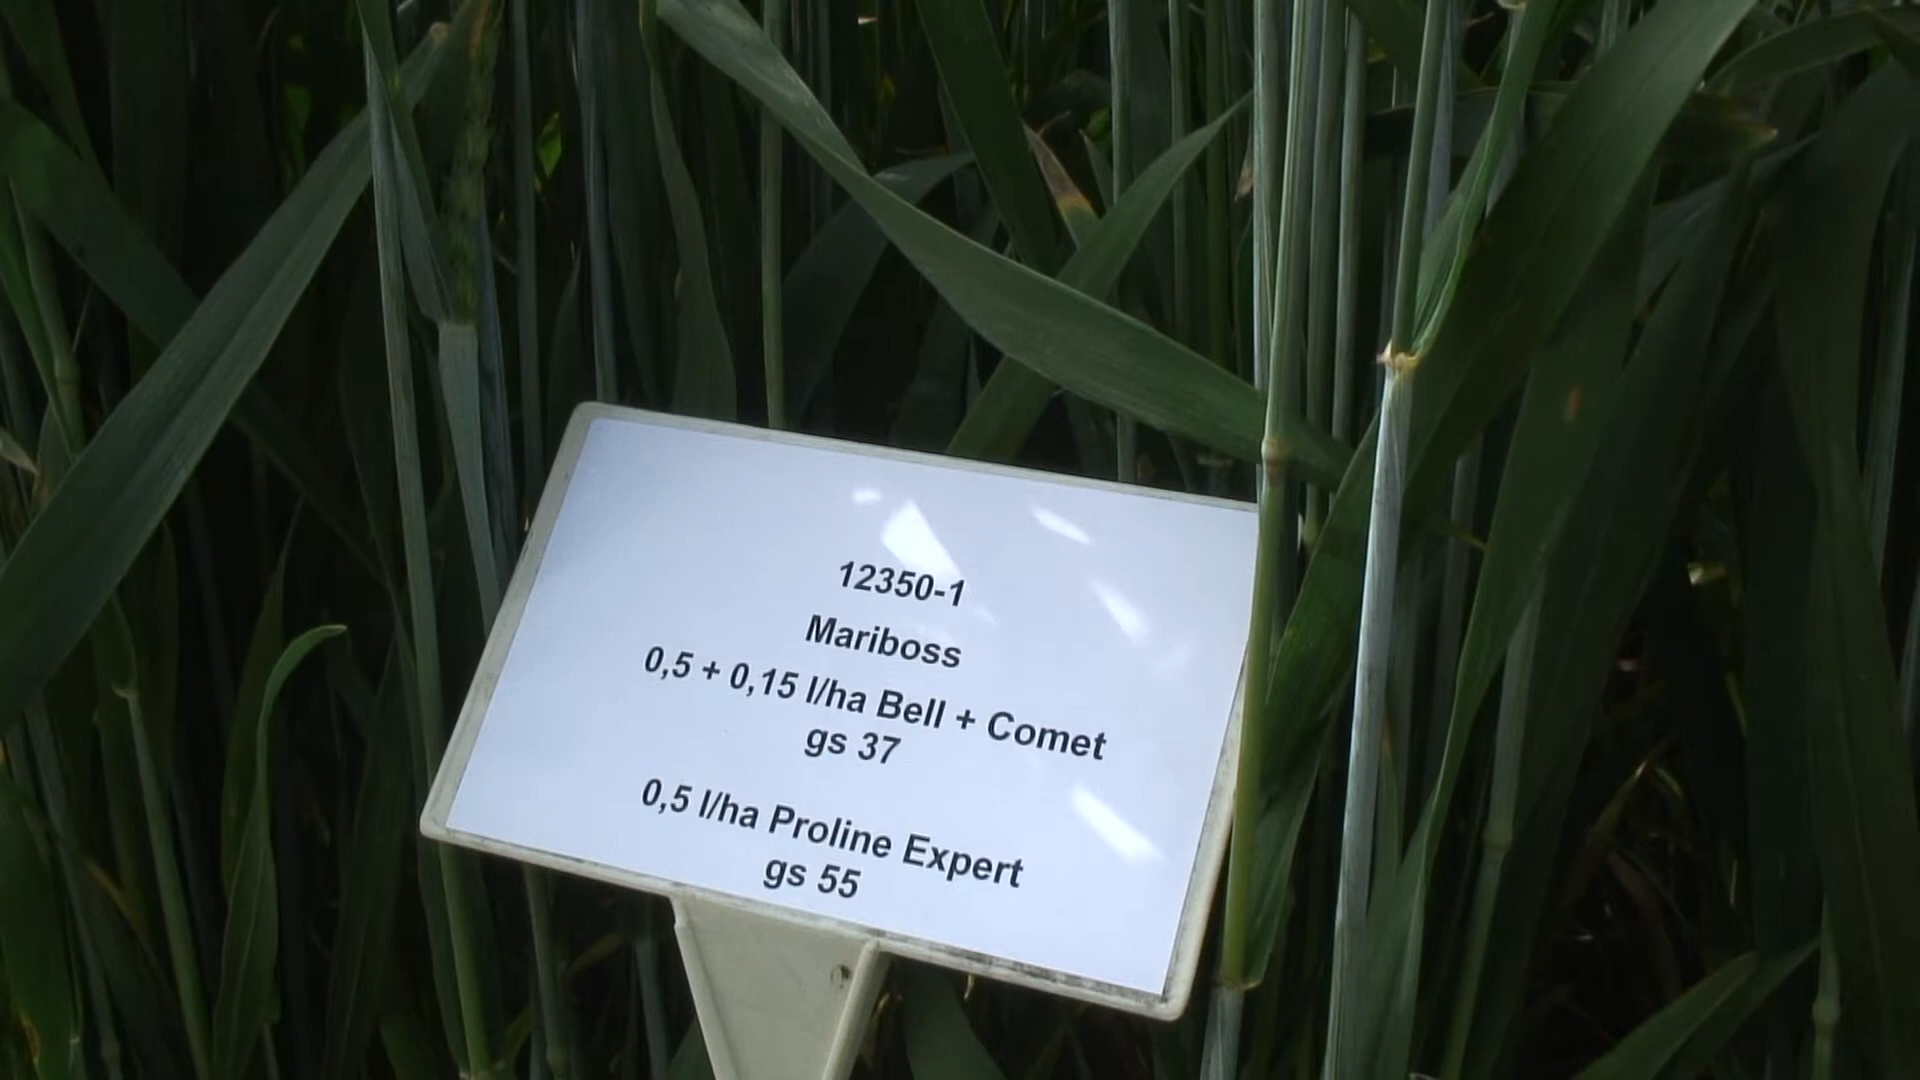 12350-1
Mariboss
0,5 + 0,15 l/ha Bell + Comet
gs 37
0,5 l/ha Proline Expert
gs 55